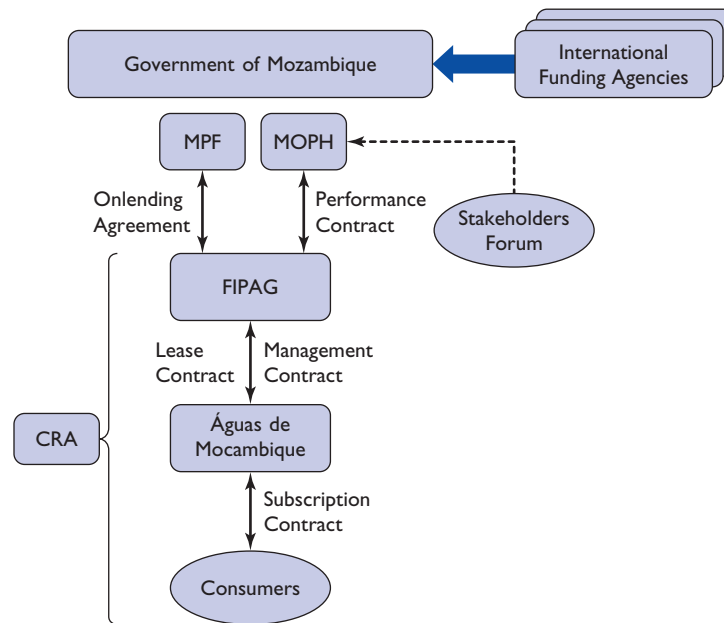 Government of Mozambique
International
Funding Agencies
MPF
MOPH
Onlending
Agreement
Performance
Contract
Stakeholders
Forum
FIPAG
Lease
Contract
Management
Contract
CRA
Águas de
Mocambique
Subscription
Contract
Consumers